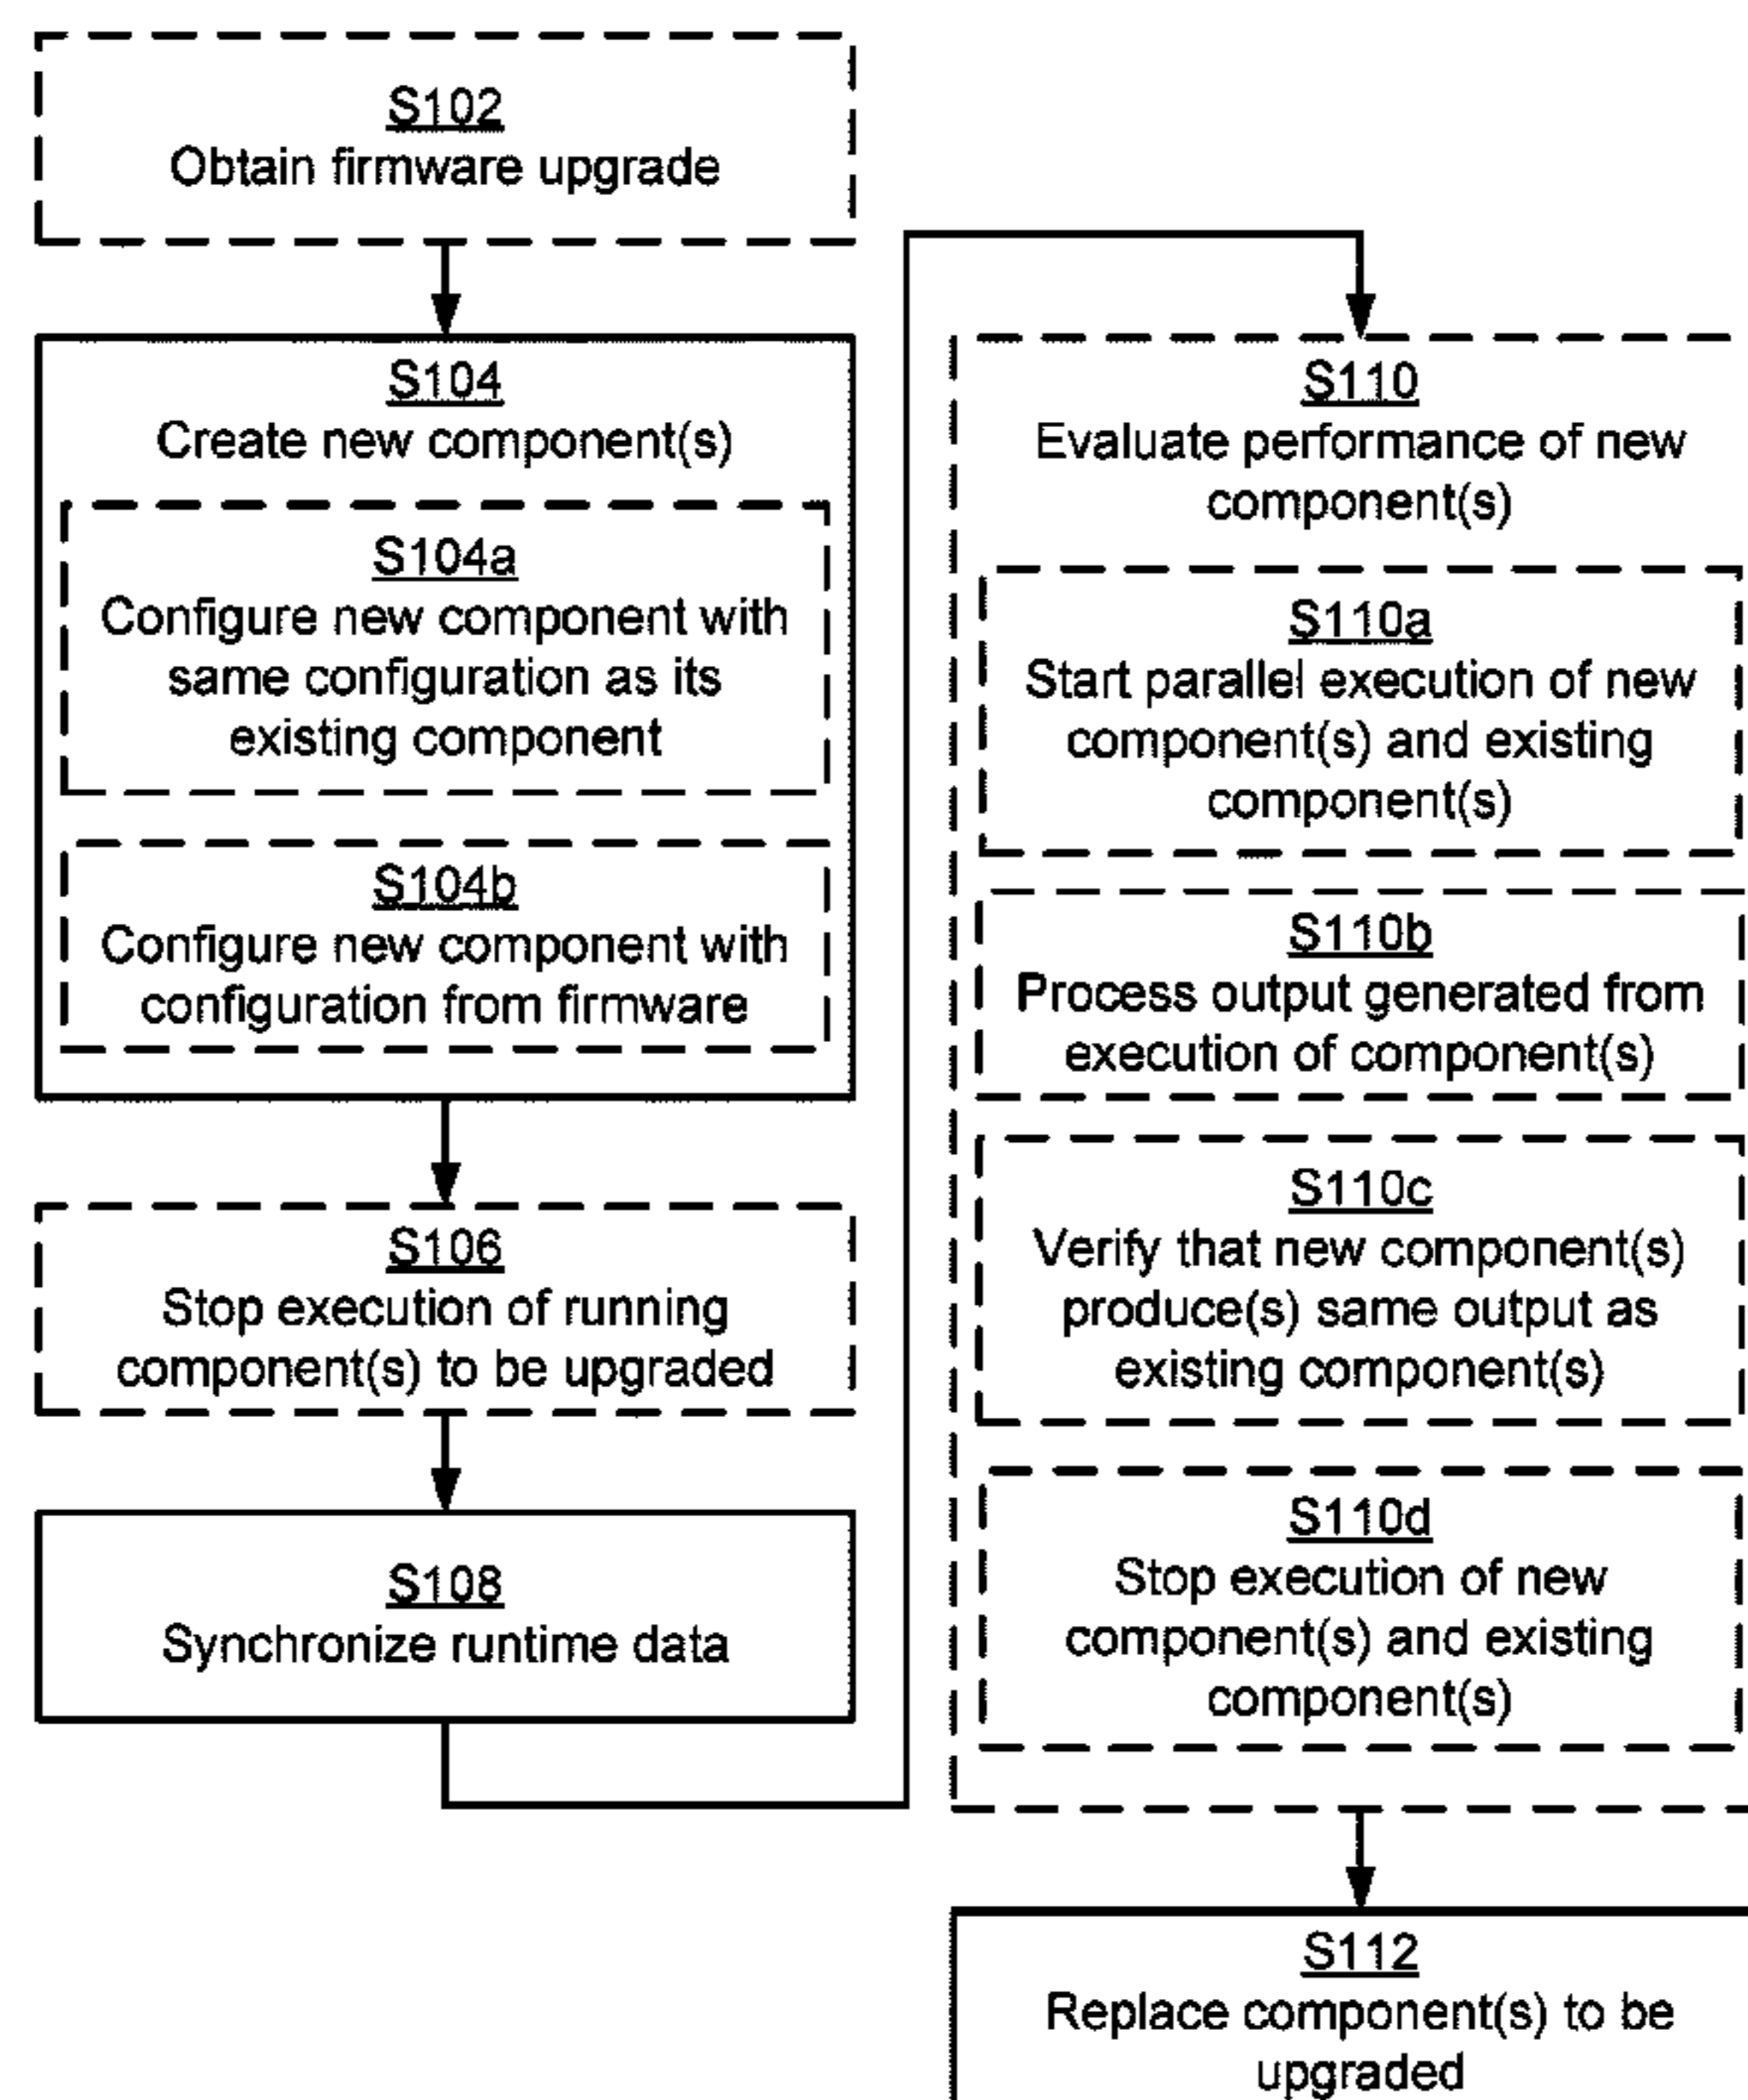 S102
Obtain firmware upgrade
S104
Create new component(s)
S104a
Configure new component with
same configuration as its
existing component
S104b
Configure new component with
configuration from firmware
S106
Stop execution of running
component(s) to be upgraded
S108
Synchronize runtime data
S110
Evaluate performance of new
component(s)
S110a
Start parallel execution of new
component(s) and existing
component(s)
S110b
Process output generated from
execution of component(s)
S110c
Verify that new component(s)
produce(s) same output as
existing component(s)
S110d
Stop execution of new
component(s) and existing
component(s)
S112
Replace component(s) to be
upgraded